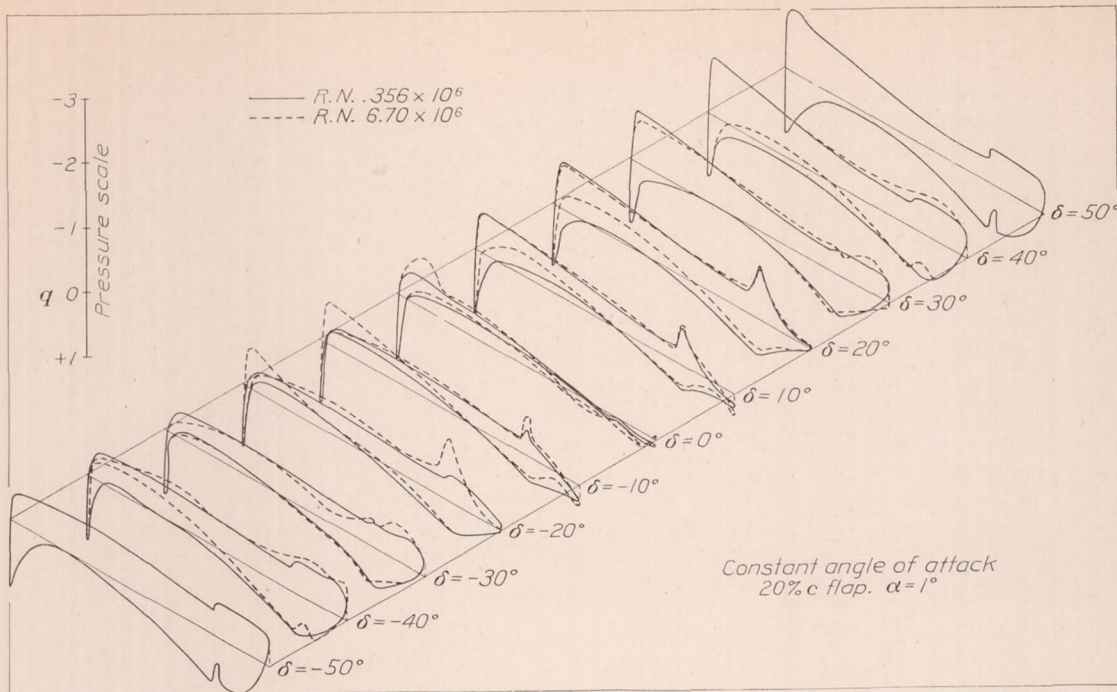 R.N. .356 × 10⁶
R.N. 6.70 × 10⁶
-3
-2
-1
q 0
+1
Pressure scale
δ=50°
δ=40°
δ=30°
δ=20°
δ=10°
δ=0°
δ=-10°
δ=-20°
δ=-30°
δ=-40°
δ=-50°
Constant angle of attack
20% c flap. α=1°